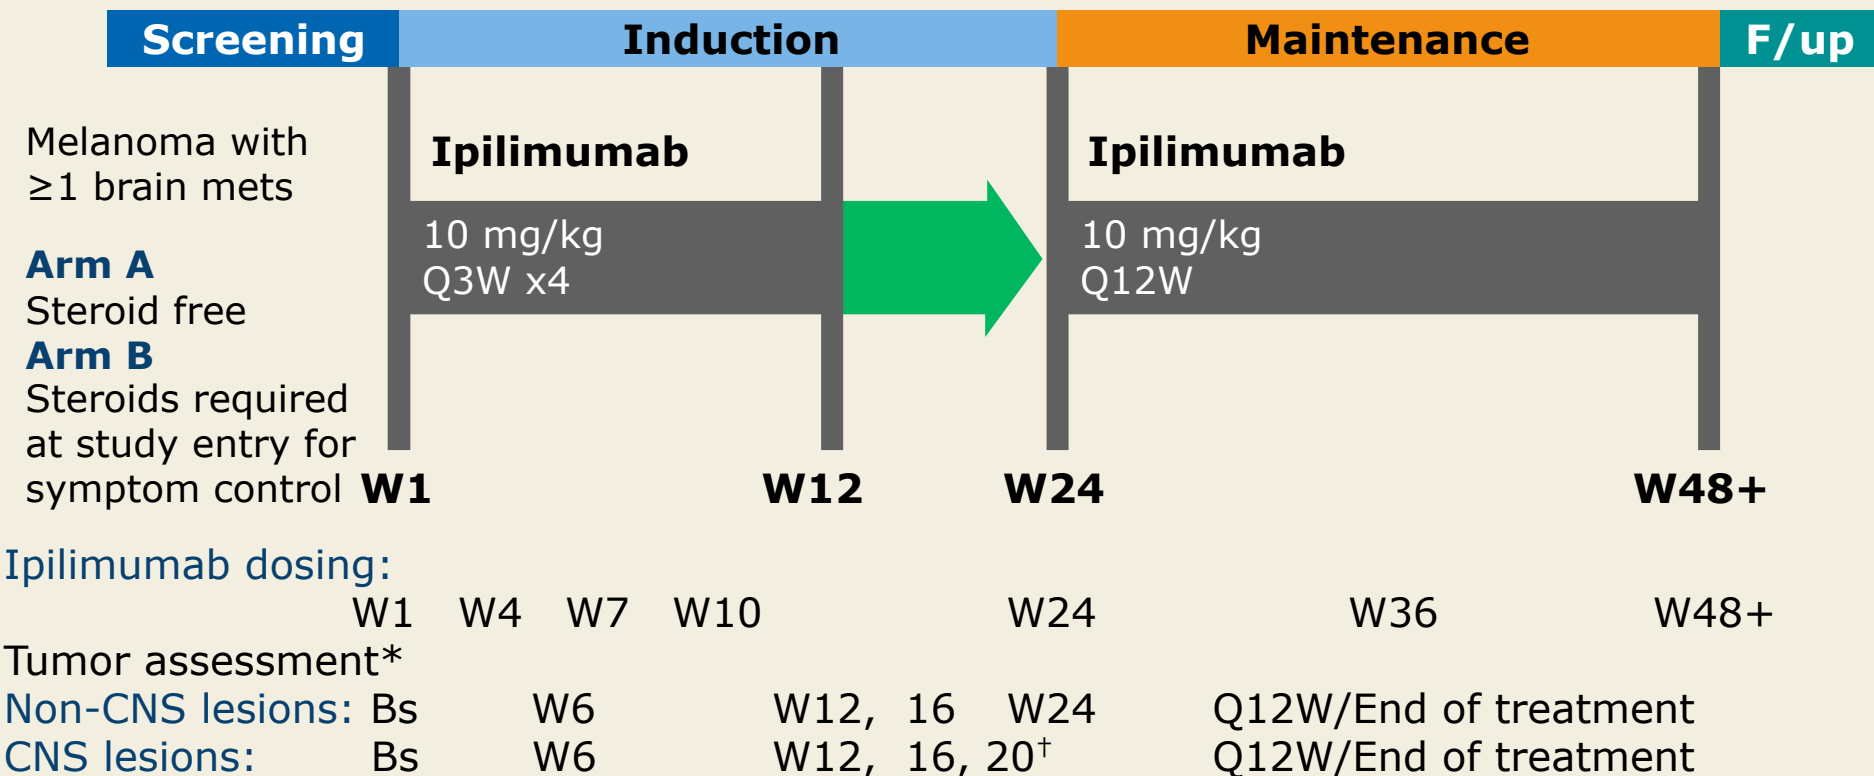 Screening Induction Maintenance F/up
Melanoma with
≥1 brain mets
Arm A
Steroid free
Arm B
Steroids required
at study entry for
symptom control
Ipilimumab
10 mg/kg
Q3W x4
Ipilimumab
10 mg/kg
Q12W
W1 W12 W24 W48+
Ipilimumab dosing:
W1 W4 W7 W10 W24 W36 W48+
Tumor assessment*
Non-CNS lesions: Bs W6 W12, 16 W24 Q12W/End of treatment
CNS lesions: Bs W6 W12, 16, 20† Q12W/End of treatment